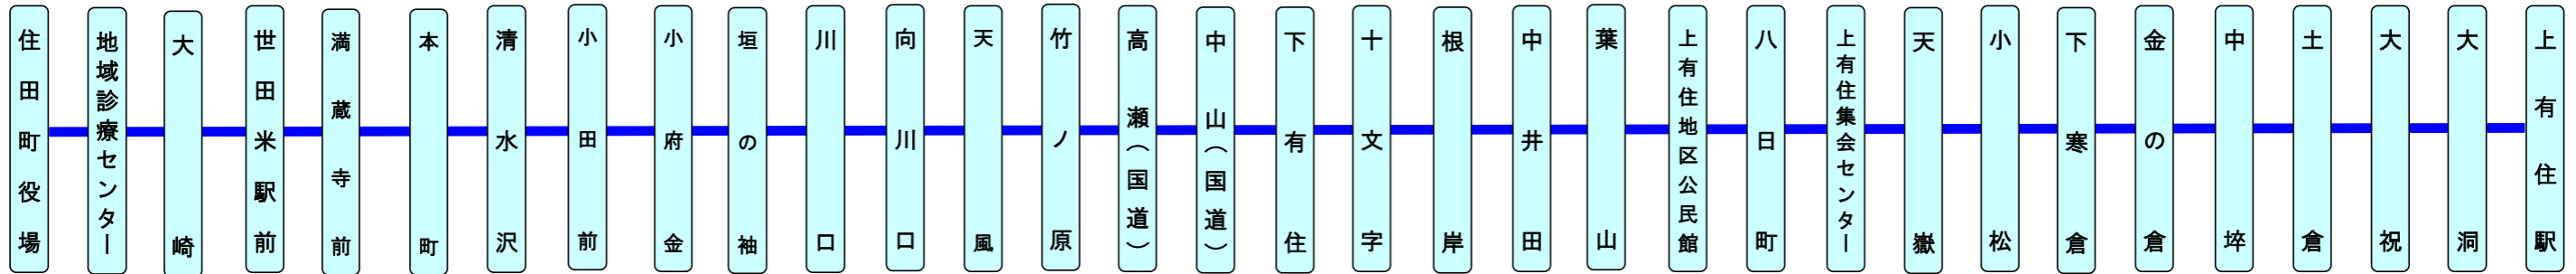 住田町役場
地域診療センター
大崎
世田米駅前
満蔵寺前
本町
清水沢
小田前
小府金
垣の袖
川口
向川口
天風
竹ノ原
高瀬（国道）
中山（国道）
下有住
十文字
根岸
中井田
葉山
上有住地区公民館
八日町
上有住集会センター
天嶽
小松
下寒倉
金の倉
中埣
土倉
大祝
大洞
上有住駅